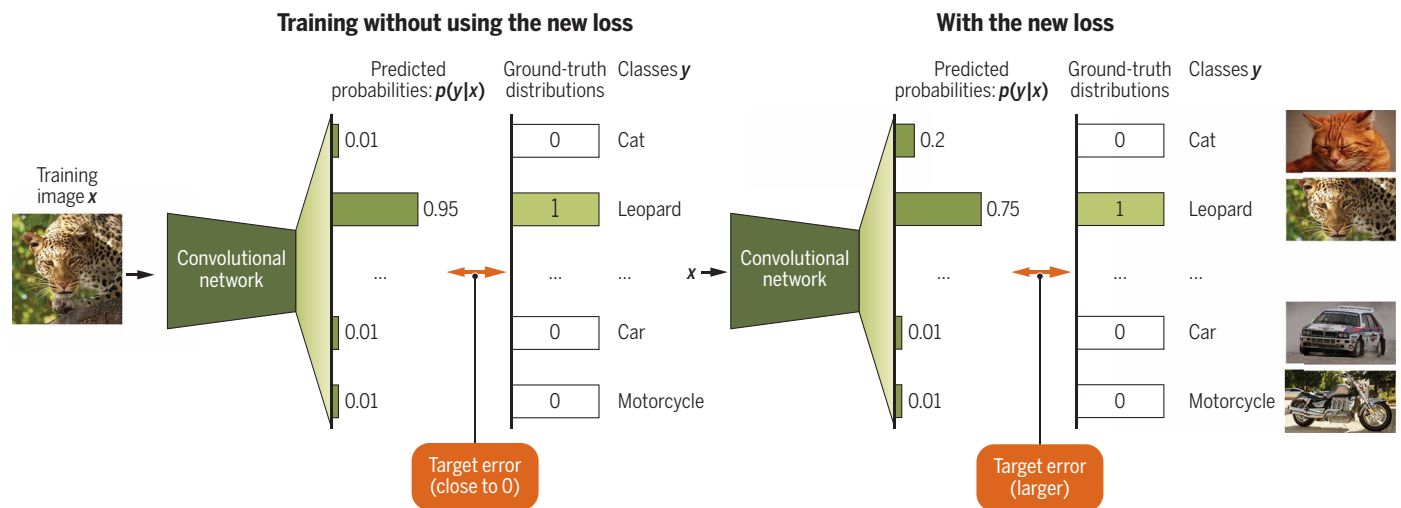 Training without using the new loss
Predicted
probabilities: p(y|x)
Ground-truth
distributions
Classes y
Training
image x
Convolutional
network
0.01
0
Cat
0.95
1
Leopard
...
...
...
0.01
0
Car
0.01
0
Motorcycle
Target error
(close to 0)
With the new loss
Predicted
probabilities: p(y|x)
Ground-truth
distributions
Classes y
x
Convolutional
network
0.2
0
Cat
0.75
1
Leopard
...
...
...
0.01
0
Car
0.01
0
Motorcycle
Target error
(larger)